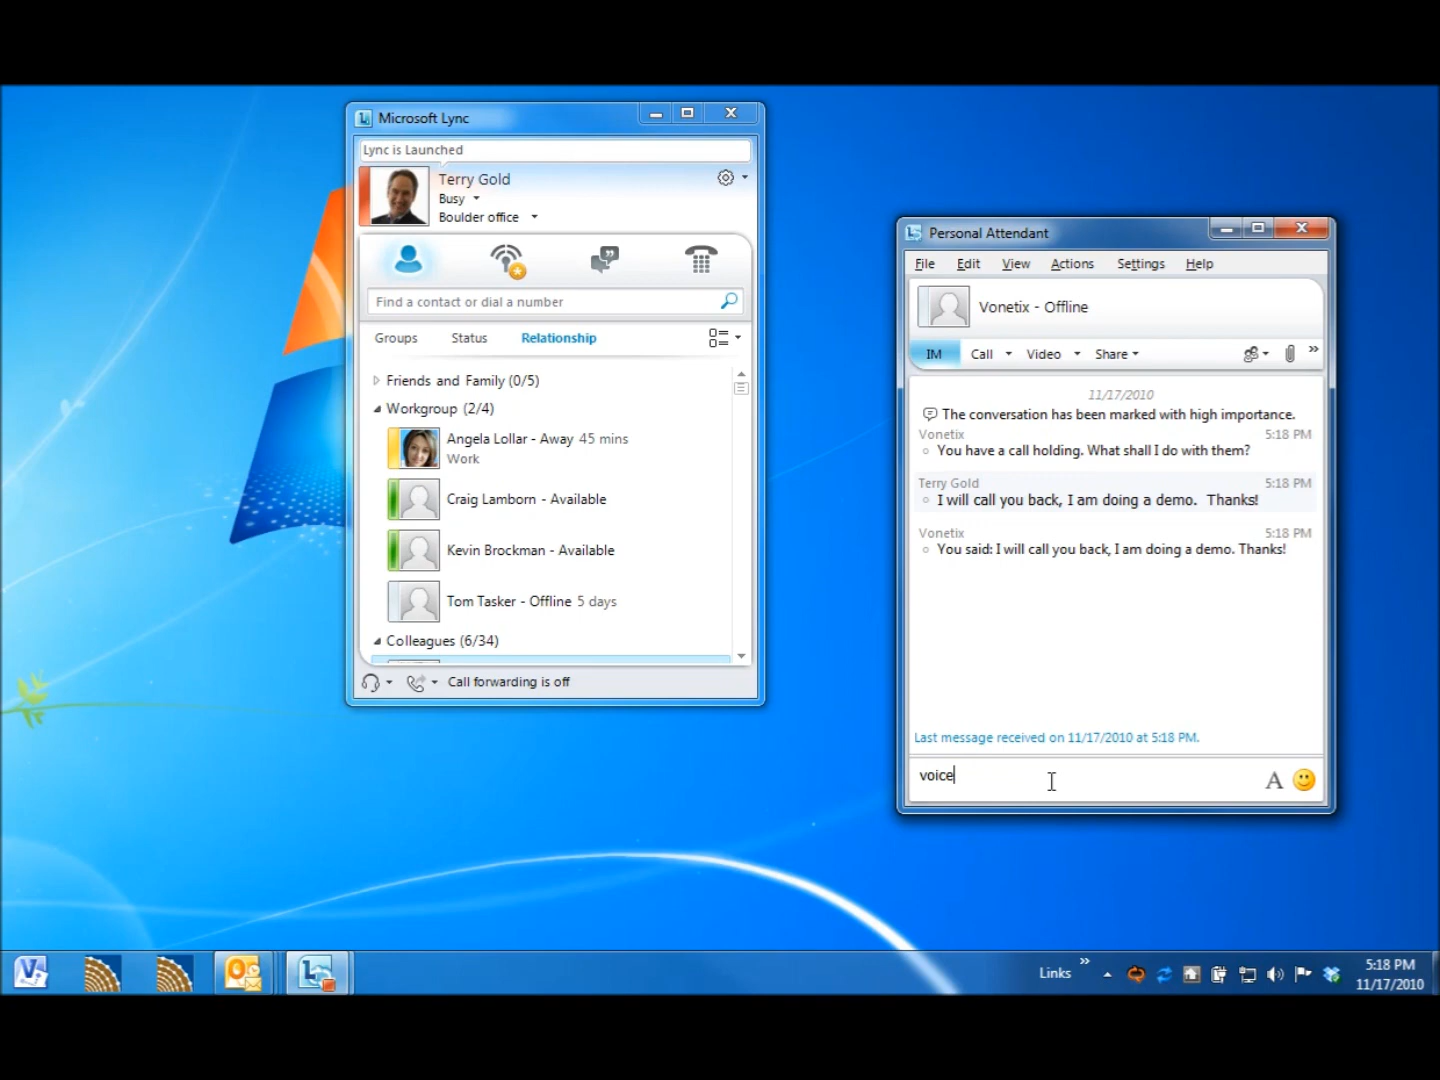 Microsoft Lync
Lync is Launched
Terry Gold
Busy
Boulder office
Find a contact or dial a number
Groups Status Relationship
Friends and Family (0/5)
Workgroup (2/4)
Angela Lollar - Away 45 mins
Work
Craig Lamborn - Available
Kevin Brockman - Available
Tom Tasker - Offline 5 days
Colleagues (6/34)
Call forwarding is off
Personal Attendant
File Edit View Actions Settings Help
Vonetix - Offline
IM Call Video Share
11/17/2010
The conversation has been marked with high importance.
Vonetix 5:18 PM
You have a call holding. What shall I do with them?
Terry Gold 5:18 PM
I will call you back, I am doing a demo. Thanks!
Vonetix 5:18 PM
You said: I will call you back, I am doing a demo. Thanks!
Last message received on 11/17/2010 at 5:18 PM.
voice
A
Links
5:18 PM
11/17/2010